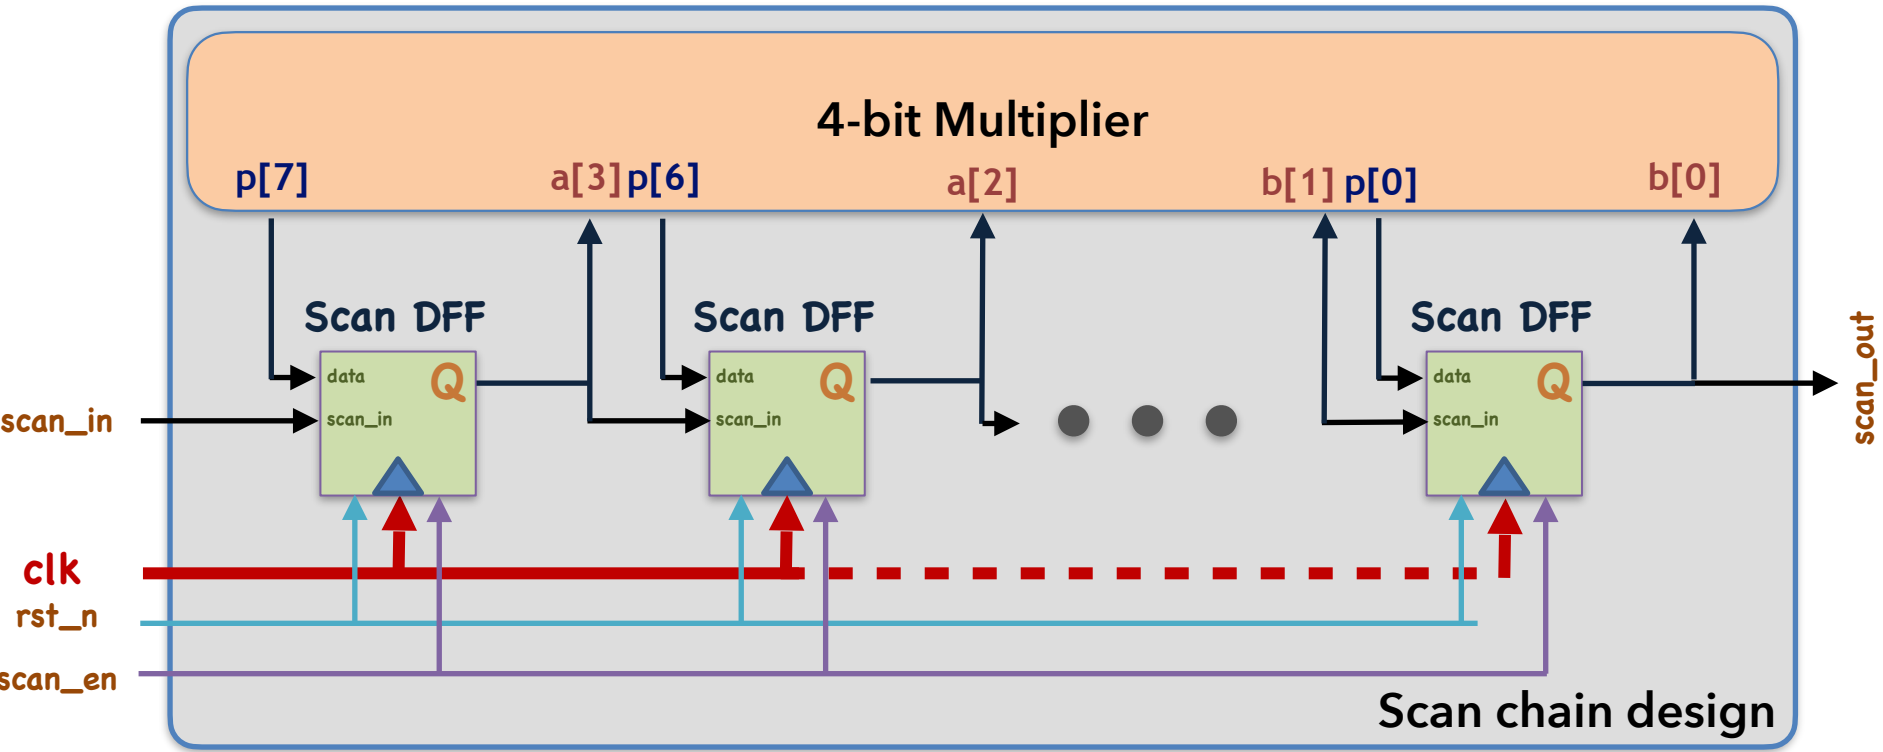 4-bit Multiplier
p[7] a[3] p[6] a[2] b[1] p[0] b[0]
Scan DFF Scan DFF Scan DFF
data Q data Q data Q
scan_in scan_in scan_in scan_in
scan_out
clk
rst_n
scan_en
Scan chain design